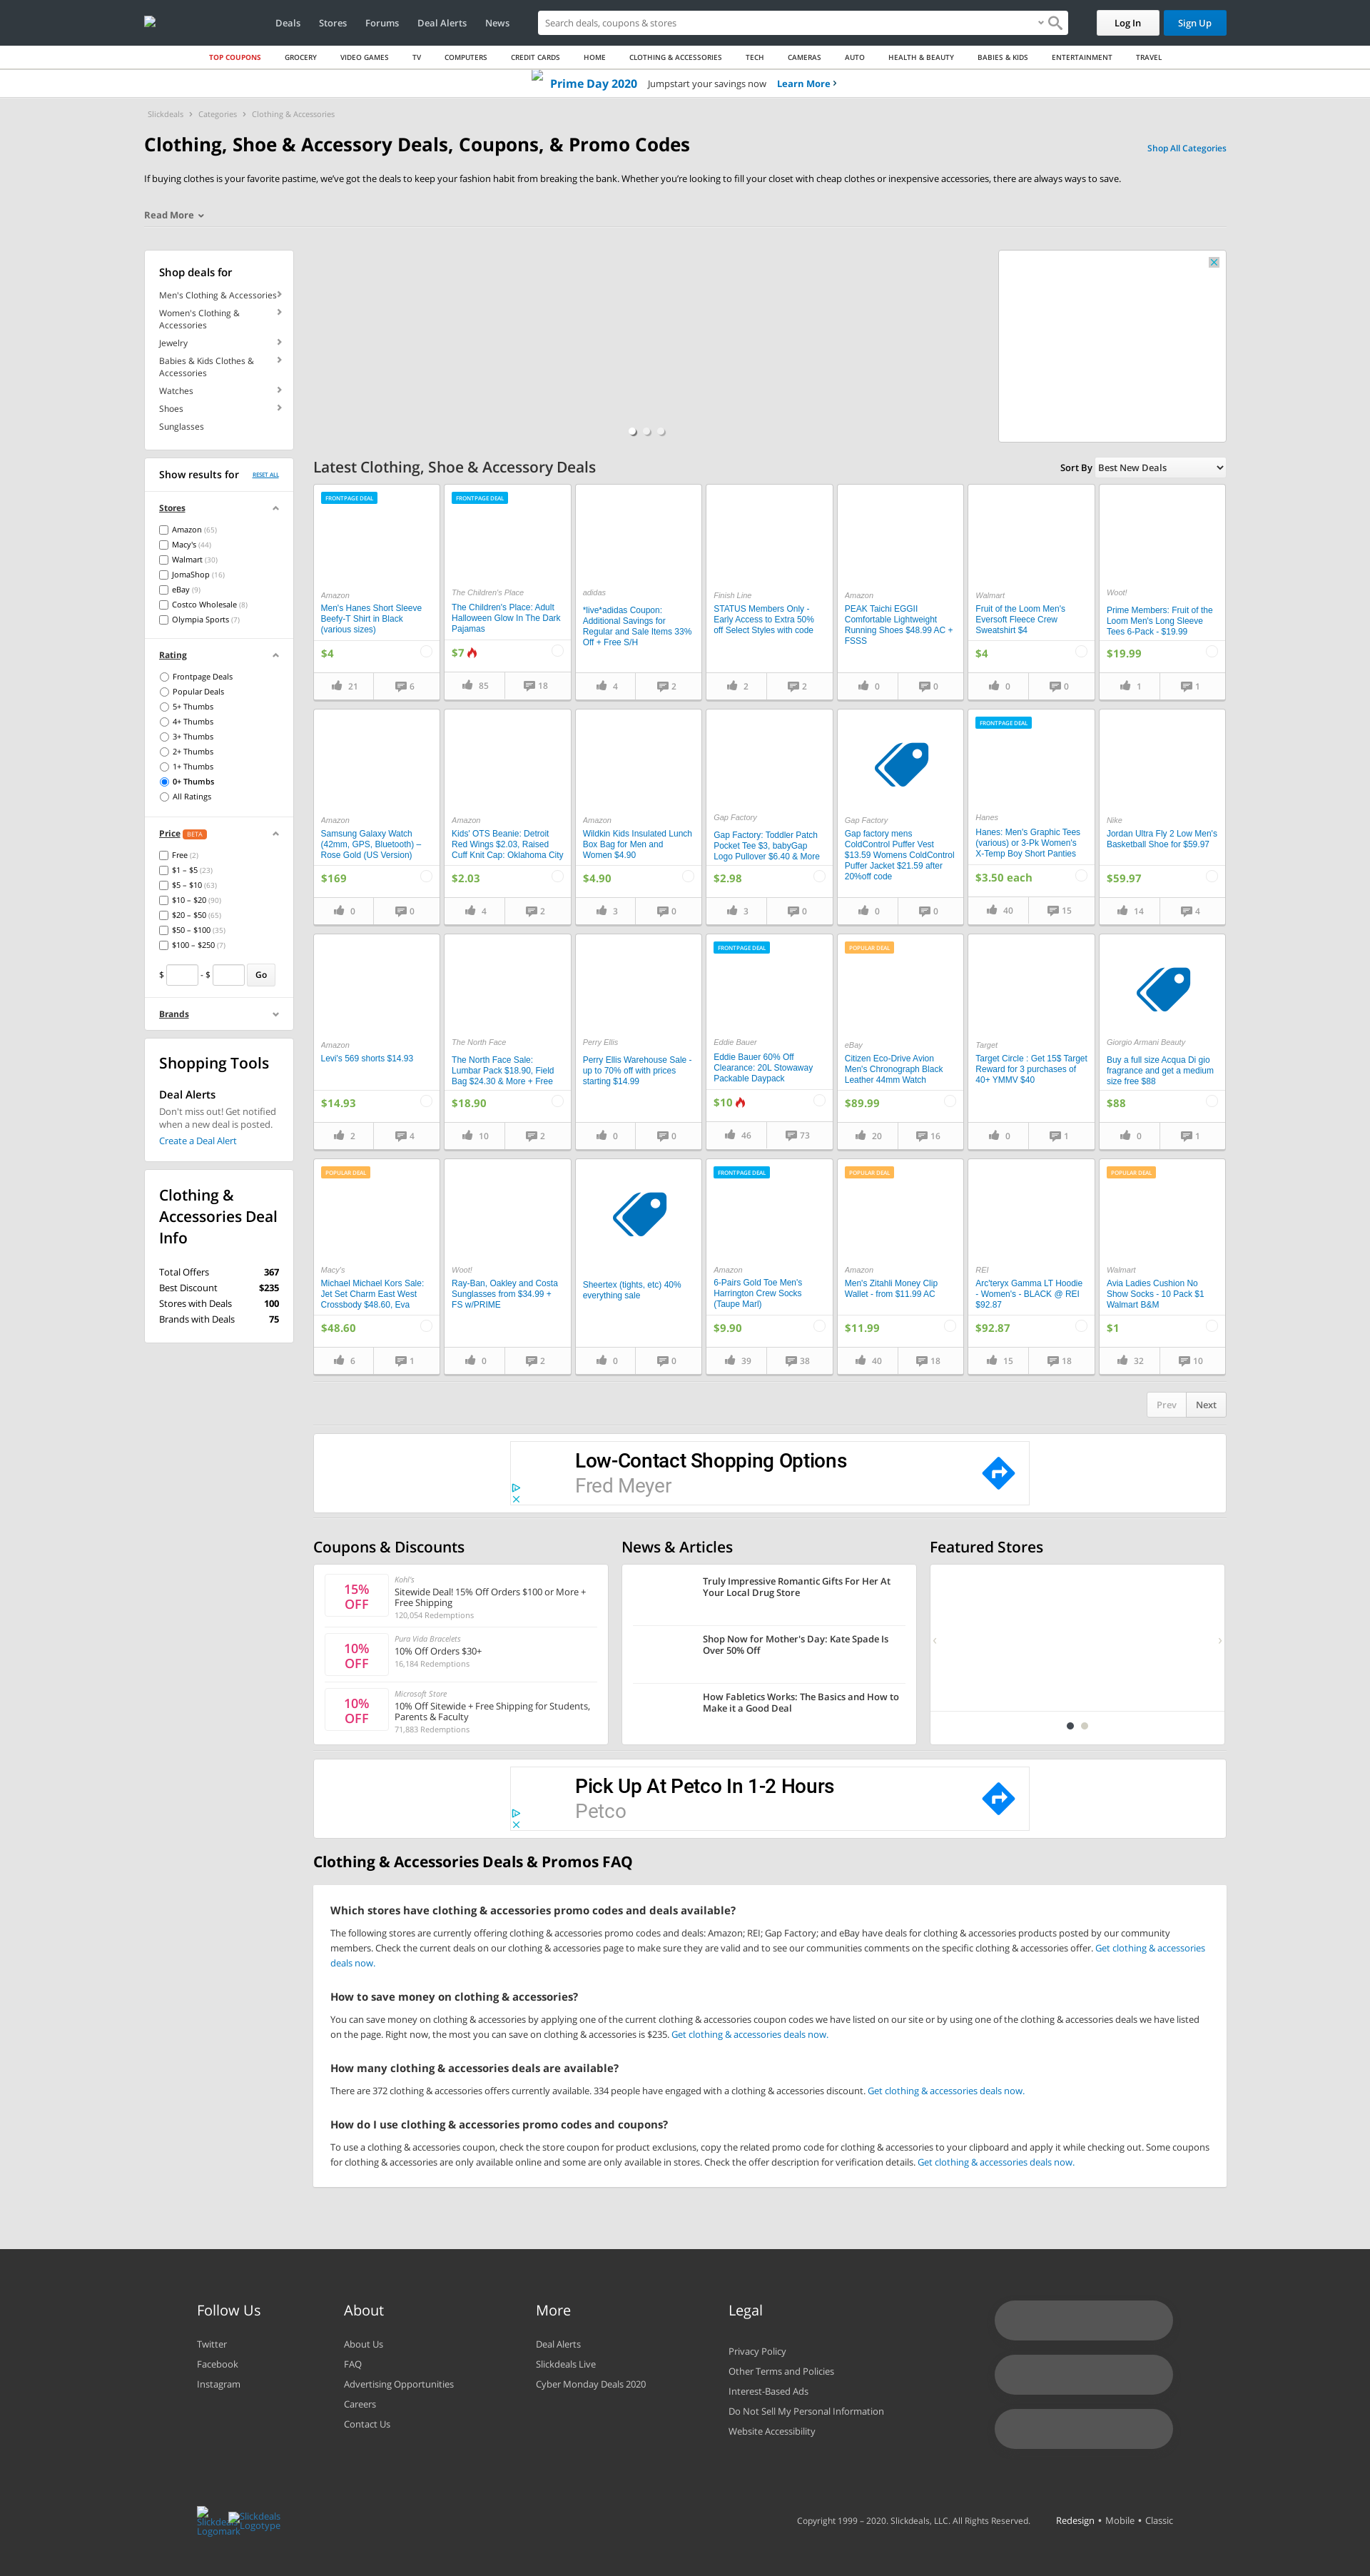 Deals Stores Forums Deal Alerts News
Search deals, coupons & stores
Log In
Sign Up
TOP COUPONS GROCERY VIDEO GAMES TV COMPUTERS CREDIT CARDS HOME CLOTHING & ACCESSORIES TECH CAMERAS AUTO HEALTH & BEAUTY BABIES & KIDS ENTERTAINMENT TRAVEL
Prime Day 2020 Jumpstart your savings now Learn More
Slickdeals Categories Clothing & Accessories
Clothing, Shoe & Accessory Deals, Coupons, & Promo Codes
Shop All Categories
If buying clothes is your favorite pastime, we've got the deals to keep your fashion habit from breaking the bank. Whether you're looking to fill your closet with cheap clothes or inexpensive accessories, there are always ways to save.
Read More
Shop deals for
Men's Clothing & Accessories
Women's Clothing &
Accessories
Jewelry
Babies & Kids Clothes &
Accessories
Watches
Shoes
Sunglasses
Show results for RESET ALL
Stores
Amazon (65)
Macy's (44)
Walmart (30)
JomaShop (16)
eBay (9)
Costco Wholesale (8)
Olympia Sports (7)
Rating
Frontpage Deals
Popular Deals
5+ Thumbs
4+ Thumbs
3+ Thumbs
2+ Thumbs
1+ Thumbs
0+ Thumbs
All Ratings
Price BETA
Free (2)
$1 – $5 (23)
$5 – $10 (63)
$10 – $20 (90)
$20 – $50 (65)
$50 – $100 (35)
$100 – $250 (7)
$ - $ Go
Brands
Shopping Tools
Deal Alerts
Don't miss out! Get notified
when a new deal is posted.
Create a Deal Alert
Clothing &
Accessories Deal
Info
Total Offers 367
Best Discount $235
Stores with Deals 100
Brands with Deals 75
Latest Clothing, Shoe & Accessory Deals
Sort By Best New Deals
FRONTPAGE DEAL
Amazon
Men's Hanes Short Sleeve
Beefy-T Shirt in Black
(various sizes)
$4
21 6
FRONTPAGE DEAL
The Children's Place
The Children's Place: Adult
Halloween Glow In The Dark
Pajamas
$7
85 18
adidas
*live*adidas Coupon:
Additional Savings for
Regular and Sale Items 33%
Off + Free S/H
4 2
Finish Line
STATUS Members Only -
Early Access to Extra 50%
off Select Styles with code
2 2
Amazon
PEAK Taichi EGGII
Comfortable Lightweight
Running Shoes $48.99 AC +
FSSS
0 0
Walmart
Fruit of the Loom Men's
Eversoft Fleece Crew
Sweatshirt $4
$4
0 0
Woot!
Prime Members: Fruit of the
Loom Men's Long Sleeve
Tees 6-Pack - $19.99
$19.99
1 1
Amazon
Samsung Galaxy Watch
(42mm, GPS, Bluetooth) –
Rose Gold (US Version)
$169
0 0
Amazon
Kids' OTS Beanie: Detroit
Red Wings $2.03, Raised
Cuff Knit Cap: Oklahoma City
$2.03
4 2
Amazon
Wildkin Kids Insulated Lunch
Box Bag for Men and
Women $4.90
$4.90
3 0
Gap Factory
Gap Factory: Toddler Patch
Pocket Tee $3, babyGap
Logo Pullover $6.40 & More
$2.98
3 0
Gap Factory
Gap factory mens
ColdControl Puffer Vest
$13.59 Womens ColdControl
Puffer Jacket $21.59 after
20%off code
0 0
FRONTPAGE DEAL
Hanes
Hanes: Men's Graphic Tees
(various) or 3-Pk Women's
X-Temp Boy Short Panties
$3.50 each
40 15
Nike
Jordan Ultra Fly 2 Low Men's
Basketball Shoe for $59.97
$59.97
14 4
Amazon
Levi's 569 shorts $14.93
$14.93
2 4
The North Face
The North Face Sale:
Lumbar Pack $18.90, Field
Bag $24.30 & More + Free
$18.90
10 2
Perry Ellis
Perry Ellis Warehouse Sale -
up to 70% off with prices
starting $14.99
0 0
FRONTPAGE DEAL
Eddie Bauer
Eddie Bauer 60% Off
Clearance: 20L Stowaway
Packable Daypack
$10
46 73
POPULAR DEAL
eBay
Citizen Eco-Drive Avion
Men's Chronograph Black
Leather 44mm Watch
$89.99
20 16
Target
Target Circle : Get 15$ Target
Reward for 3 purchases of
40+ YMMV $40
0 1
Giorgio Armani Beauty
Buy a full size Acqua Di gio
fragrance and get a medium
size free $88
$88
0 1
POPULAR DEAL
Macy's
Michael Michael Kors Sale:
Jet Set Charm East West
Crossbody $48.60, Eva
$48.60
6 1
Woot!
Ray-Ban, Oakley and Costa
Sunglasses from $34.99 +
FS w/PRIME
0 2
Sheertex (tights, etc) 40%
everything sale
0 0
FRONTPAGE DEAL
Amazon
6-Pairs Gold Toe Men's
Harrington Crew Socks
(Taupe Marl)
$9.90
39 38
POPULAR DEAL
Amazon
Men's Zitahli Money Clip
Wallet - from $11,99 AC
$11.99
40 18
REI
Arc'teryx Gamma LT Hoodie
- Women's - BLACK @ REI
$92.87
$92.87
15 18
POPULAR DEAL
Walmart
Avia Ladies Cushion No
Show Socks - 10 Pack $1
Walmart B&M
$1
32 10
Prev Next
Low-Contact Shopping Options
Fred Meyer
Coupons & Discounts
15%
OFF
Kohl's
Sitewide Deal! 15% Off Orders $100 or More +
Free Shipping
120,054 Redemptions
10%
OFF
Pura Vida Bracelets
10% Off Orders $30+
16,184 Redemptions
10%
OFF
Microsoft Store
10% Off Sitewide + Free Shipping for Students,
Parents & Faculty
71,883 Redemptions
News & Articles
Truly Impressive Romantic Gifts For Her At
Your Local Drug Store
Shop Now for Mother's Day: Kate Spade Is
Over 50% Off
How Fabletics Works: The Basics and How to
Make it a Good Deal
Featured Stores
Pick Up At Petco In 1-2 Hours
Petco
Clothing & Accessories Deals & Promos FAQ
Which stores have clothing & accessories promo codes and deals available?
The following stores are currently offering clothing & accessories promo codes and deals: Amazon; REI; Gap Factory; and eBay have deals for clothing & accessories products posted by our community
members. Check the current deals on our clothing & accessories page to make sure they are valid and to see our communities comments on the specific clothing & accessories offer. Get clothing & accessories
deals now.
How to save money on clothing & accessories?
You can save money on clothing & accessories by applying one of the current clothing & accessories coupon codes we have listed on our site or by using one of the clothing & accessories deals we have listed
on the page. Right now, the most you can save on clothing & accessories is $235. Get clothing & accessories deals now.
How many clothing & accessories deals are available?
There are 372 clothing & accessories offers currently available. 334 people have engaged with a clothing & accessories discount. Get clothing & accessories deals now.
How do I use clothing & accessories promo codes and coupons?
To use a clothing & accessories coupon, check the store coupon for product exclusions, copy the related promo code for clothing & accessories to your clipboard and apply it while checking out. Some coupons
for clothing & accessories are only available online and some are only available in stores. Check the offer description for verification details. Get clothing & accessories deals now.
Follow Us
Twitter
Facebook
Instagram
About
About Us
FAQ
Advertising Opportunities
Careers
Contact Us
More
Deal Alerts
Slickdeals Live
Cyber Monday Deals 2020
Legal
Privacy Policy
Other Terms and Policies
Interest-Based Ads
Do Not Sell My Personal Information
Website Accessibility
Slickdeals
Logomark
Slickdeals
Logotype
Copyright 1999 – 2020. Slickdeals, LLC. All Rights Reserved. Redesign • Mobile • Classic